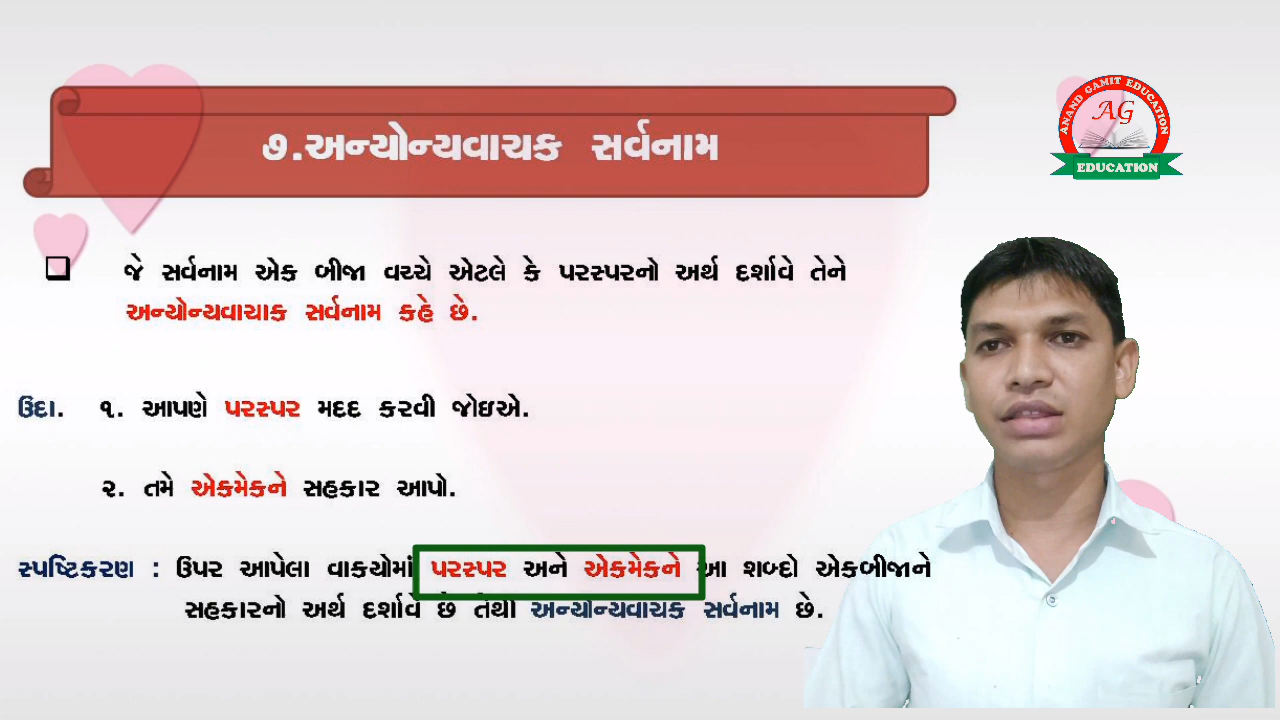 ૭.અન્યોન્યવાચક સર્વનામ
ANAND GAMIT EDUCATION
AG
EDUCATION
જે સર્વનામ એક બીજા વચ્ચે એટલે કે પરસ્પરનો અર્થ દર્શાવે તેને
અન્યોન્યવાચાક સર્વનામ કહે છે.
ઉદા. ૧. આપણે પરસ્પર મદદ કરવી જોઇએ.
૨. તમે એકમેકને સહકાર આપો.
સ્પષ્ટિકરણ : ઉપર આપેલા વાક્યોમાં પરસ્પર અને એકમેકને આ શબ્દો એકબીજાને
સહકારનો અર્થ દર્શાવે છે તેથી અન્યોન્યવાચક સર્વનામ છે.